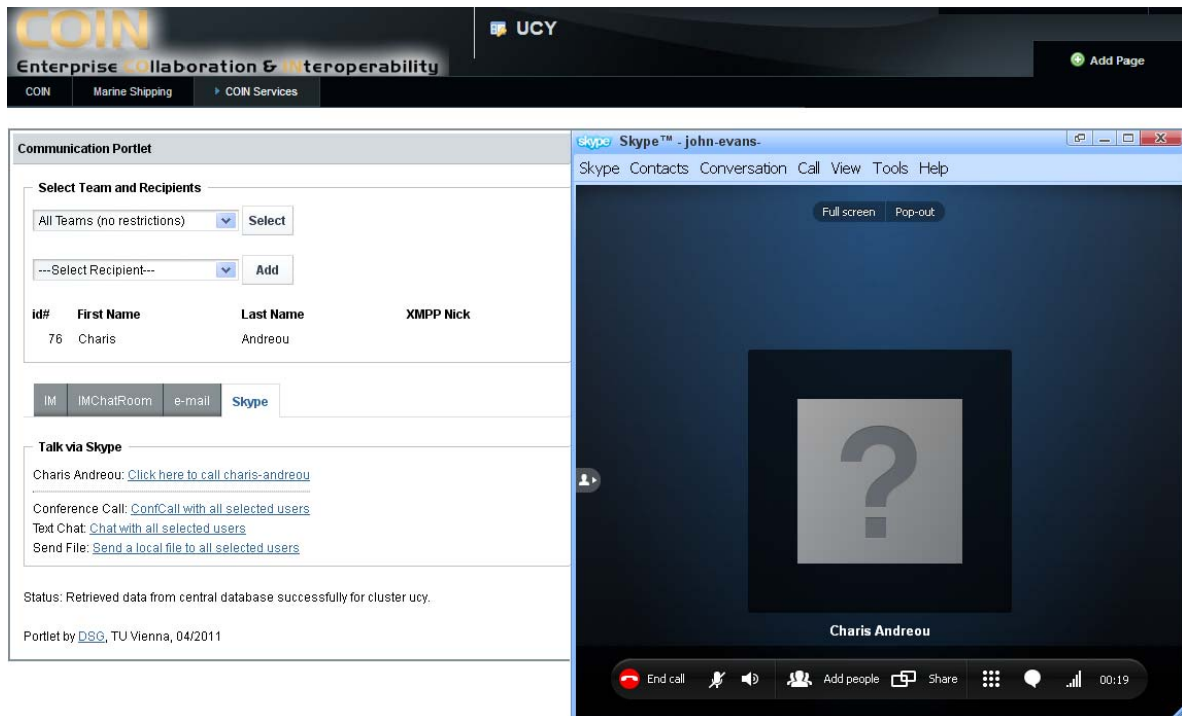 COIN
UCY
Enterprise COllaboration & INteroperability
Add Page
COIN Marine Shipping COIN Services
Communication Portlet
Select Team and Recipients
All Teams (no restrictions) Select
---Select Recipient--- Add
id# First Name Last Name XMPP Nick
76 Charis Andreou
IM IMChatRoom e-mail Skype
Talk via Skype
Charis Andreou: Click here to call charis-andreou
Conference Call: ConfCall with all selected users
Text Chat: Chat with all selected users
Send File: Send a local file to all selected users
Status: Retrieved data from central database successfully for cluster ucy.
Portlet by DSG, TU Vienna, 04/2011
skype Skype™ - john-evans-
Skype Contacts Conversation Call View Tools Help
Full screen Pop-out
?
Charis Andreou
End call Add people Share 00:19